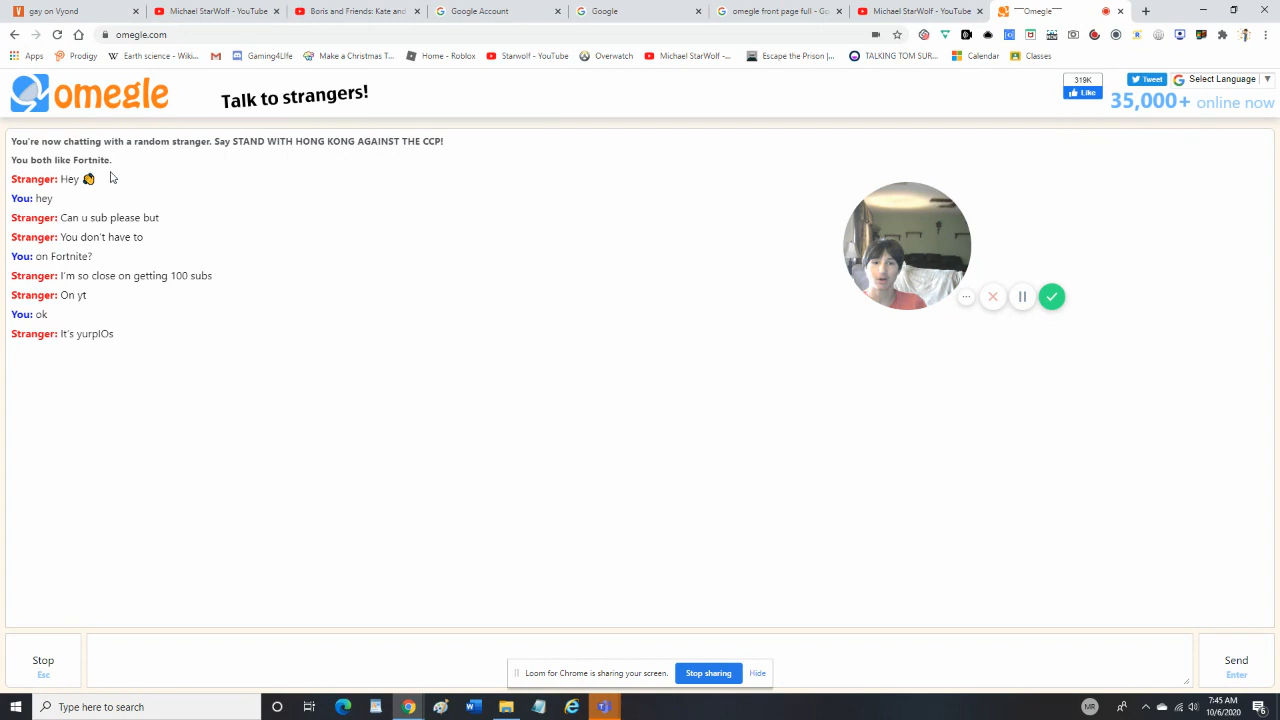 gay on Vyond
Michael StarWolf - YouTube
Boris and Friends: Kate and
Google Account
Google
omegle front page full - Go
Michael StarWolf - YouTube
Omegle
omegle.com
Apps
Prodigy
Earth science - Wiki...
Gaming4Life
Make a Christmas T...
Home - Roblox
Starwolf - YouTube
Overwatch
Michael StarWolf -...
Escape the Prison |...
TALKING TOM SUR...
Calendar
Classes
omegle
Talk to strangers!
319K
Like
Tweet
Select Language
35,000+ online now
You're now chatting with a random stranger. Say STAND WITH HONG KONG AGAINST THE CCP!
You both like Fortnite.
Stranger: Hey 👋
You: hey
Stranger: Can u sub please but
Stranger: You don't have to
You: on Fortnite?
Stranger: I'm so close on getting 100 subs
Stranger: On yt
You: ok
Stranger: It's yurplOs
Stop
Esc
Loom for Chrome is sharing your screen.
Stop sharing
Hide
Send
Enter
Type here to search
MR
7:45 AM
10/6/2020
6